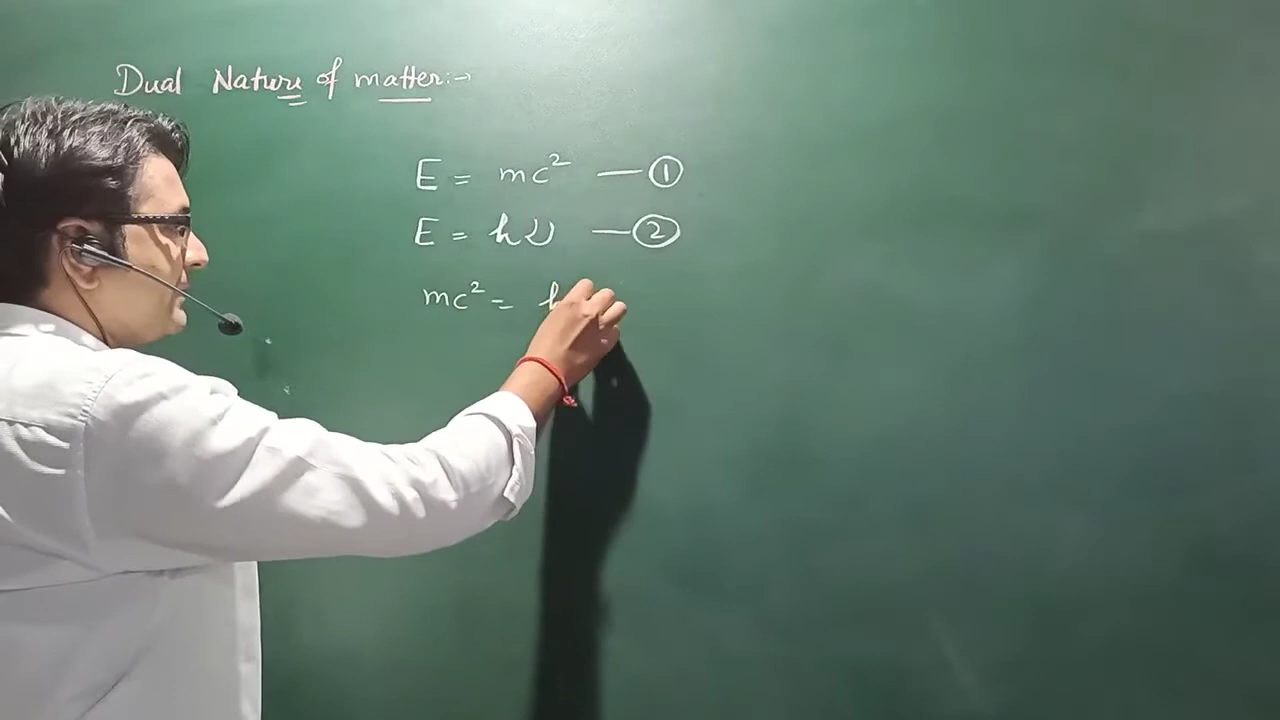 Dual Nature of matter:→
E = mc² — ①
E = hν — ②
mc² = h